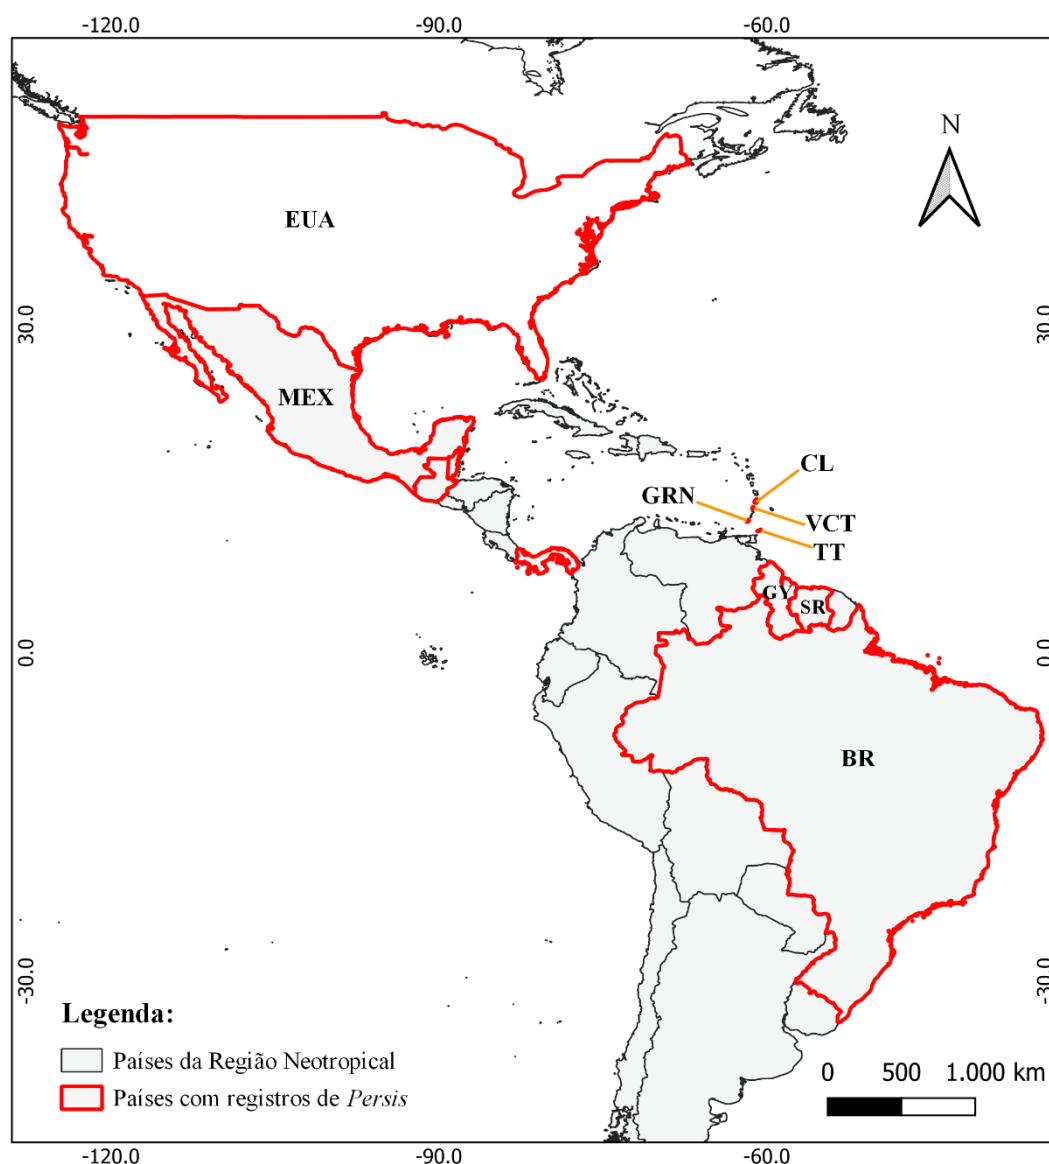 -120.0 -90.0 -60.0
N
EUA
30.0 30.0
MEX
CL
GRN
VCT
TT
GY
SR
0.0 0.0
BR
-30.0 -30.0
Legenda:
Países da Região Neotropical
Países com registros de Persis
0 500 1.000 km
-120.0 -90.0 -60.0